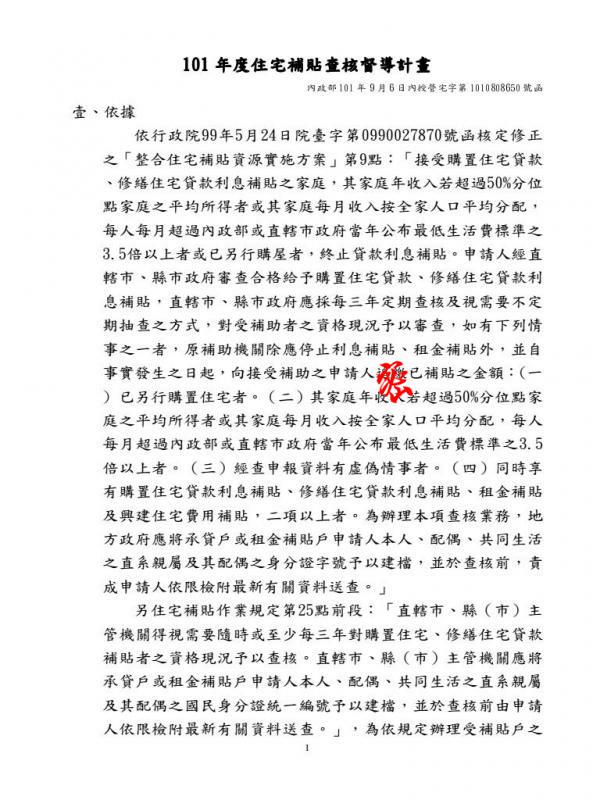 101 年度住宅補貼查核督導計畫
內政部 101 年 9 月 6 日內授營宅字第 1010808650 號函
壹、依據
依行政院99年5月24日院臺字第0990027870號函核定修正
之「整合住宅補貼資源實施方案」第9點：「接受購置住宅貸款
、修繕住宅貸款利息補貼之家庭，其家庭年收入若超過50%分位
點家庭之平均所得者或其家庭每月收入按全家人口平均分配，
每人每月超過內政部或直轄市政府當年公布最低生活費標準之
3.5倍以上者或已另行購屋者，終止貸款利息補貼。申請人經直
轄市、縣市政府審查合格給予購置住宅貸款、修繕住宅貸款利
息補貼，直轄市、縣市政府應採每三年定期查核及視需要不定
期抽查之方式，對受補助者之資格現況予以審查，如有下列情
事之一者，原補助機關除應停止利息補貼、租金補貼外，並自
事實發生之日起，向接受補助之申請人已補貼之金額：(一
）已另行購置住宅者。（二）其家庭年收若超過50%分位點家
庭之平均所得者或其家庭每月收入按全家人口平均分配，每人
每月超過內政部或直轄市政府當年公布最低生活費標準之3.5
倍以上者。（三）經查申報資料有虛偽情事者。（四）同時享
有購置住宅貸款利息補貼、修繕住宅貸款利息補貼、租金補貼
及興建住宅費用補貼，二項以上者。為辦理本項查核業務，地
方政府應將承貸戶或租金補貼戶申請人本人、配偶、共同生活
之直系親屬及其配偶之身分證字號予以建檔，並於查核前，責
成申請人依限檢附最新有關資料送查。」
另住宅補貼作業規定第25點前段：「直轄市、縣（市）主
管機關得視需要隨時或至少每三年對購置住宅、修繕住宅貸款
補貼者之資格現況予以查核。直轄市、縣（市）主管機關應將
承貸戶或租金補貼戶申請人本人、配偶、共同生活之直系親屬
及其配偶之國民身分證統一編號予以建檔，並於查核前由申請
人依限檢附最新有關資料送查。」，為依規定辦理受補貼戶之
1